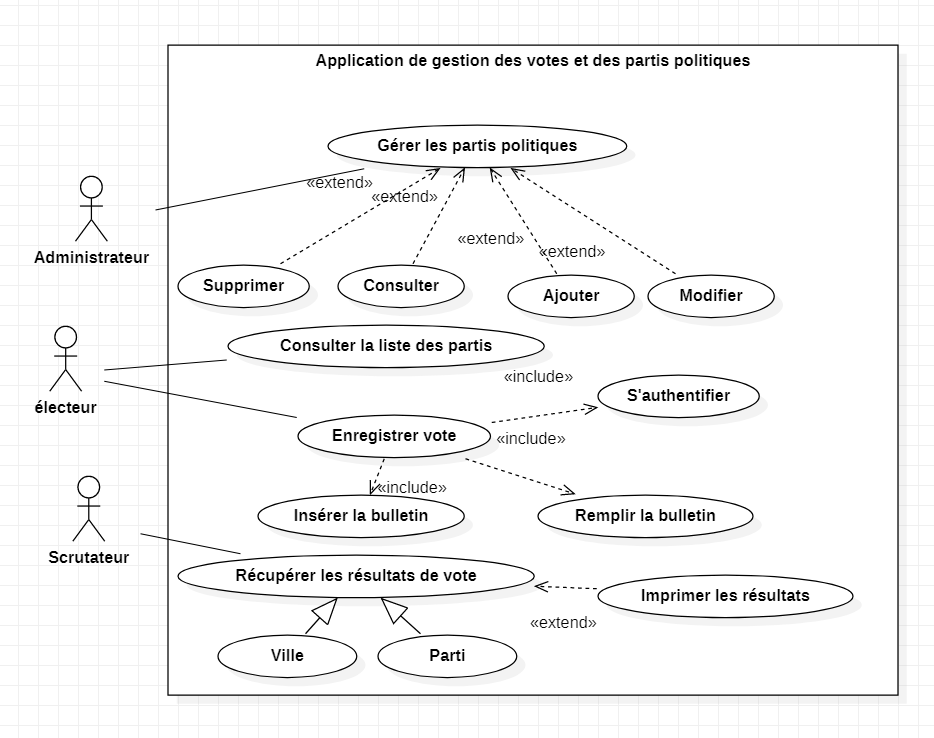 Application de gestion des votes et des partis politiques
Gérer les partis politiques
«extend»
«extend»
«extend»
«extend»
Administrateur
Supprimer
Consulter
Ajouter
Modifier
Consulter la liste des partis
«include»
S'authentifier
électeur
Enregistrer vote
«include»
«include»
Insérer la bulletin
Remplir la bulletin
Scrutateur
Récupérer les résultats de vote
Imprimer les résultats
«extend»
Ville
Parti